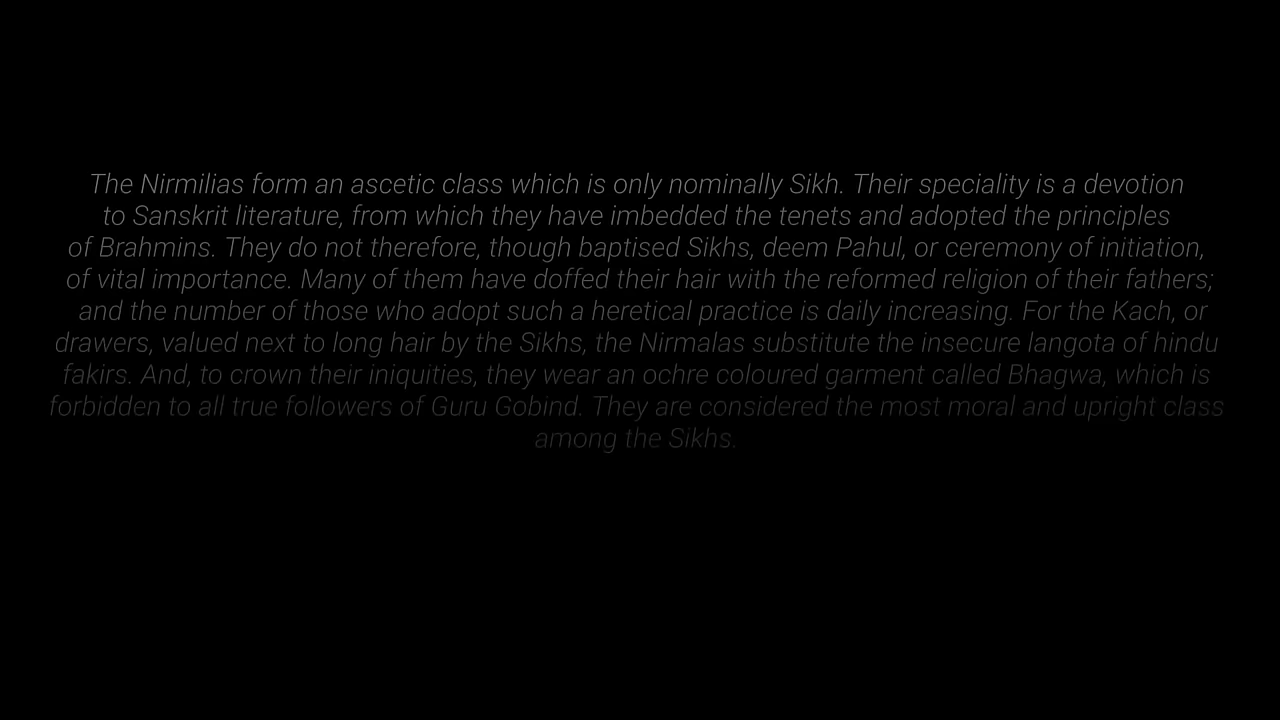 The Nirmilias form an ascetic class which is only nominally Sikh. Their speciality is a devotion
to Sanskrit literature, from which they have imbedded the tenets and adopted the principles
of Brahmins. They do not therefore, though baptised Sikhs, deem Pahul, or ceremony of initiation,
of vital importance. Many of them have doffed their hair with the reformed religion of their fathers;
and the number of those who adopt such a heretical practice is daily increasing. For the Kach, or
drawers, valued next to long hair by the Sikhs, the Nirmalas substitute the insecure langota of hindu
fakirs. And, to crown their iniquities, they wear an ochre coloured garment called Bhagwa, which is
forbidden to all true followers of Guru Gobind. They are considered the most moral and upright class
among the Sikhs.